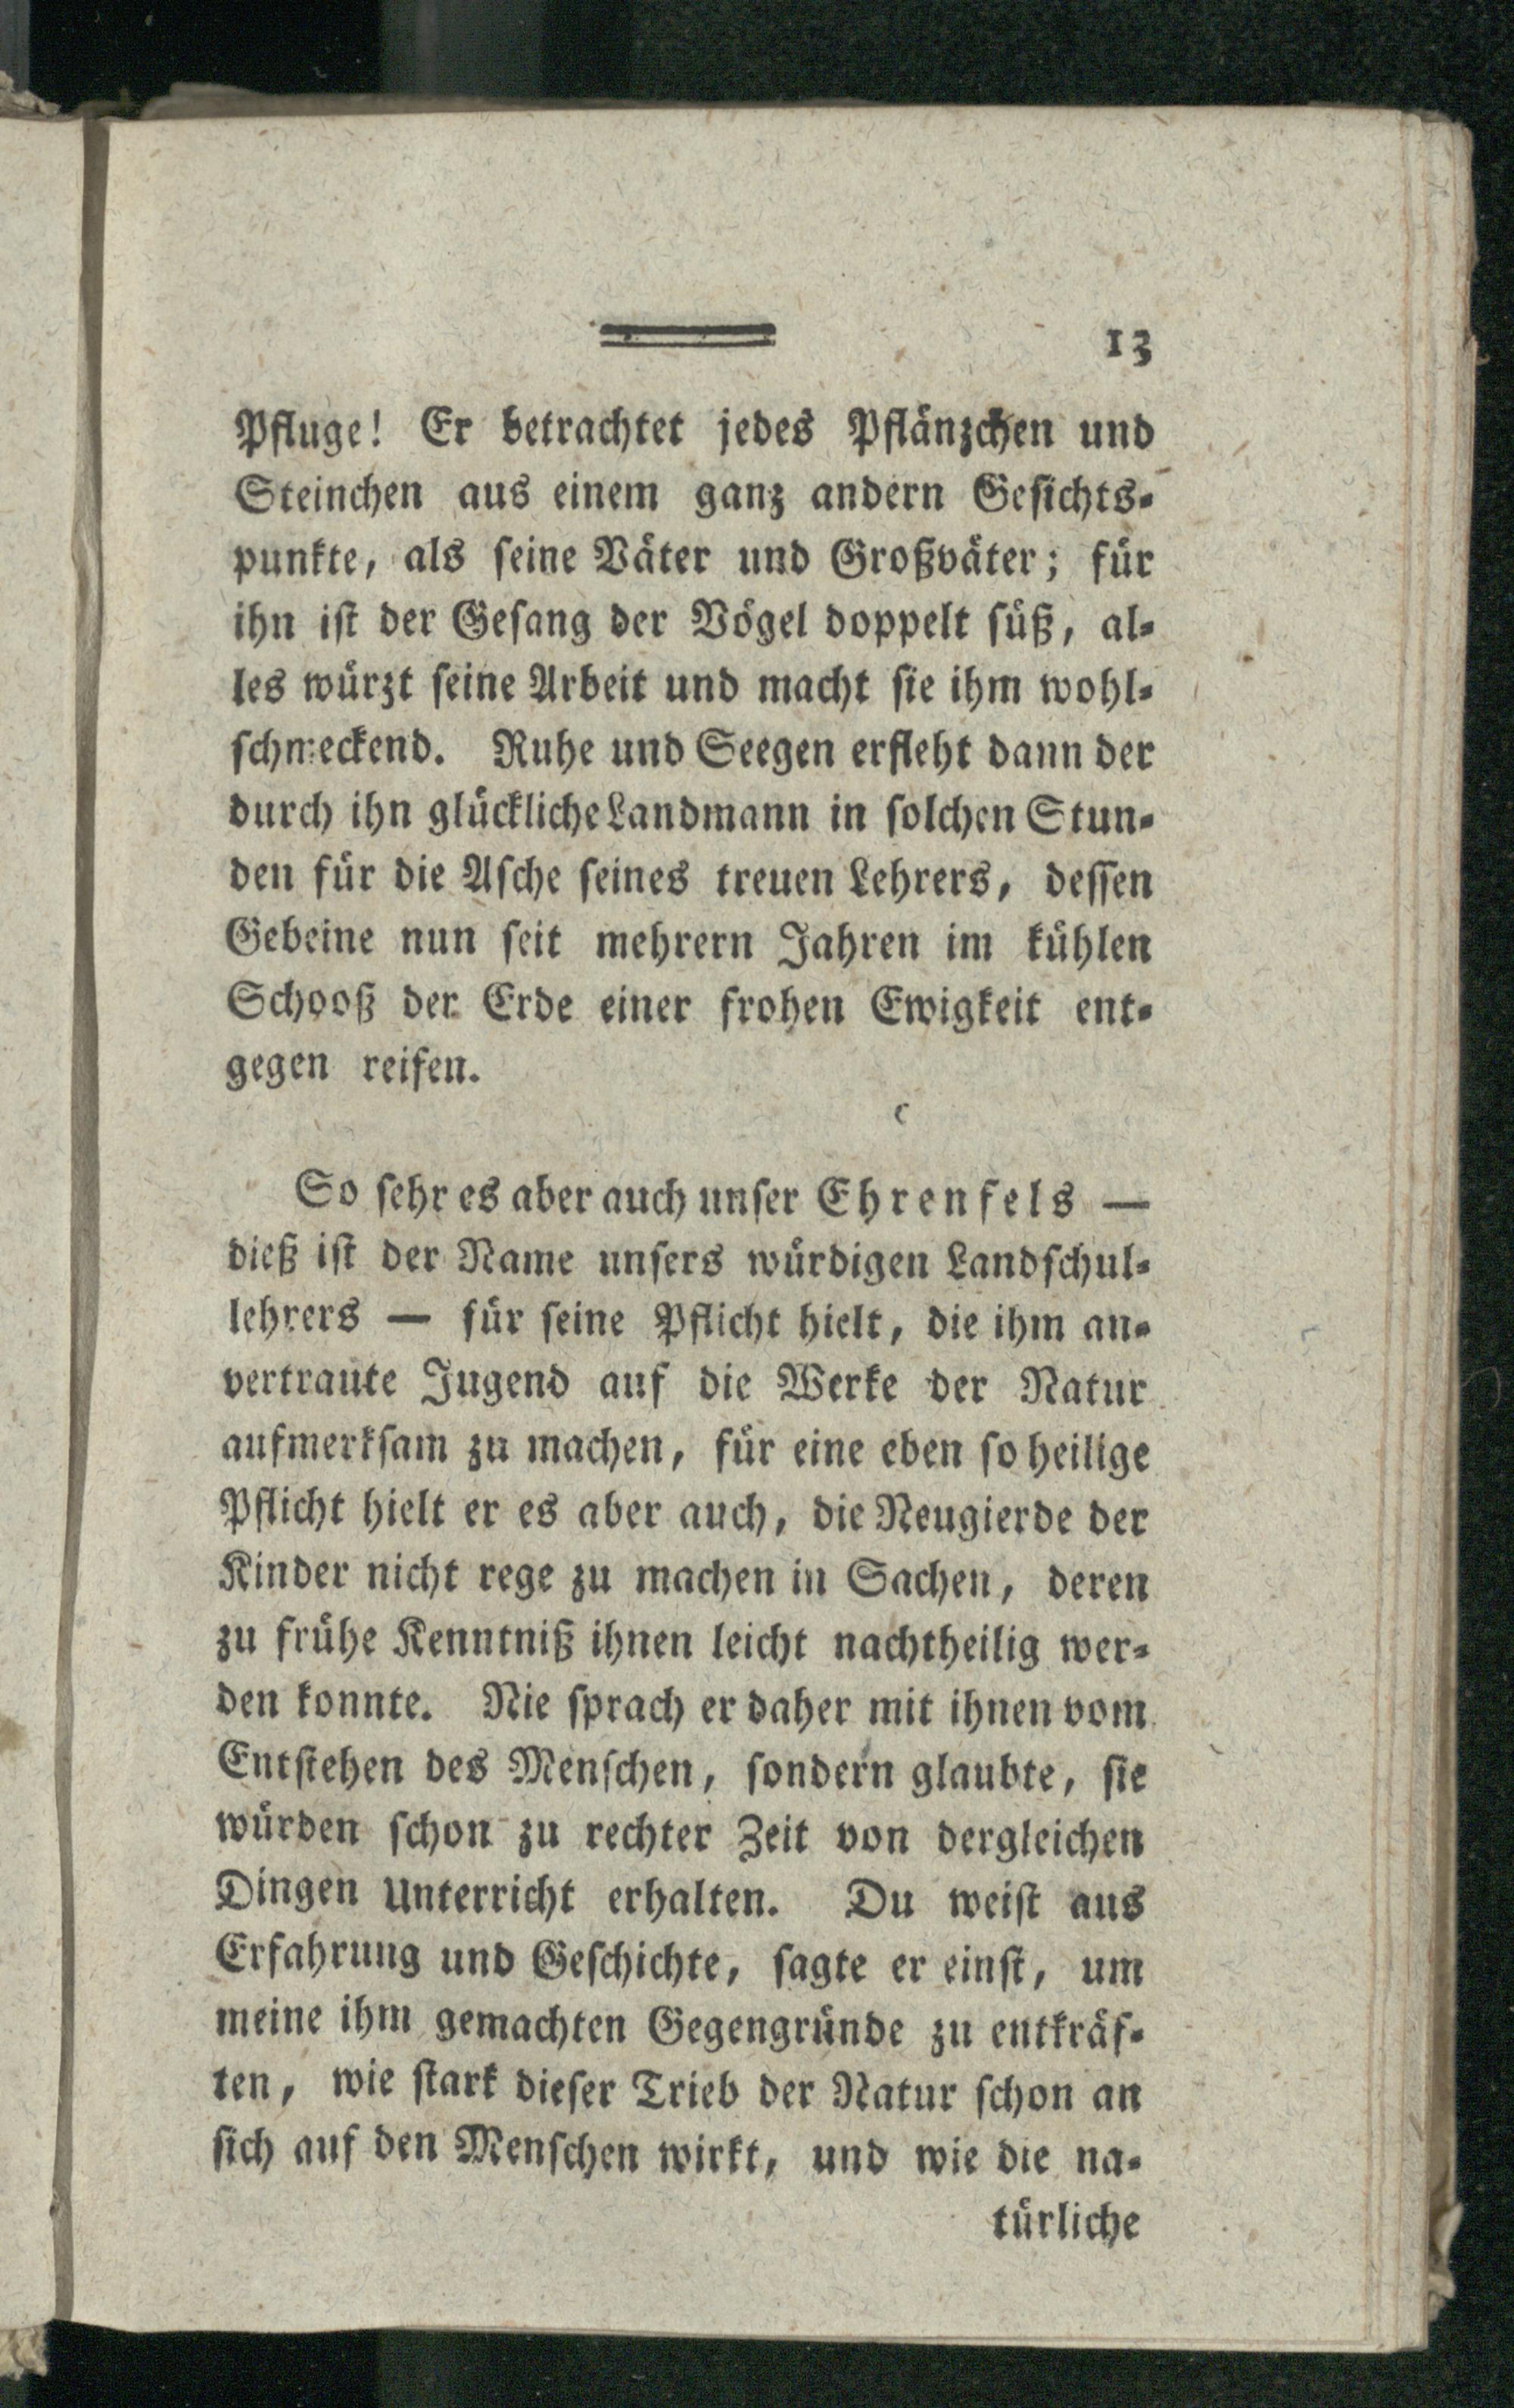 13
Pfluge! Er betrachtet jedes Pflänzchen und
Steinchen aus einem ganz andern Gesichts-
punkte, als seine Väter und Großväter; für
ihn ist der Gesang der Vögel doppelt süß, al-
les würzt seine Arbeit und macht sie ihm wohl-
schmeckend. Ruhe und Seegen erfleht dann der
durch ihn glückliche Landmann in solchen Stun-
den für die Asche seines treuen Lehrers, dessen
Gebeine nun seit mehrern Jahren im kühlen
Schooß der Erde einer frohen Ewigkeit ent-
gegen reifen.
So sehr es aber auch unser Ehrenfels —
dieß ist der Name unsers würdigen Landschul-
lehrers — für seine Pflicht hielt, die ihm an-
vertraute Jugend auf die Werke der Natur
aufmerksam zu machen, für eine eben so heilige
Pflicht hielt er es aber auch, die Neugierde der
Kinder nicht rege zu machen in Sachen, deren
zu frühe Kenntniß ihnen leicht nachtheilig wer-
den konnte. Nie sprach er daher mit ihnen vom
Entstehen des Menschen, sondern glaubte, sie
würden schon zu rechter Zeit von dergleichen
Dingen Unterricht erhalten. Du weist aus
Erfahrung und Geschichte, sagte er einst, um
meine ihm gemachten Gegengründe zu entkräf-
ten, wie stark dieser Trieb der Natur schon an
sich auf den Menschen wirkt, und wie die na-
türliche